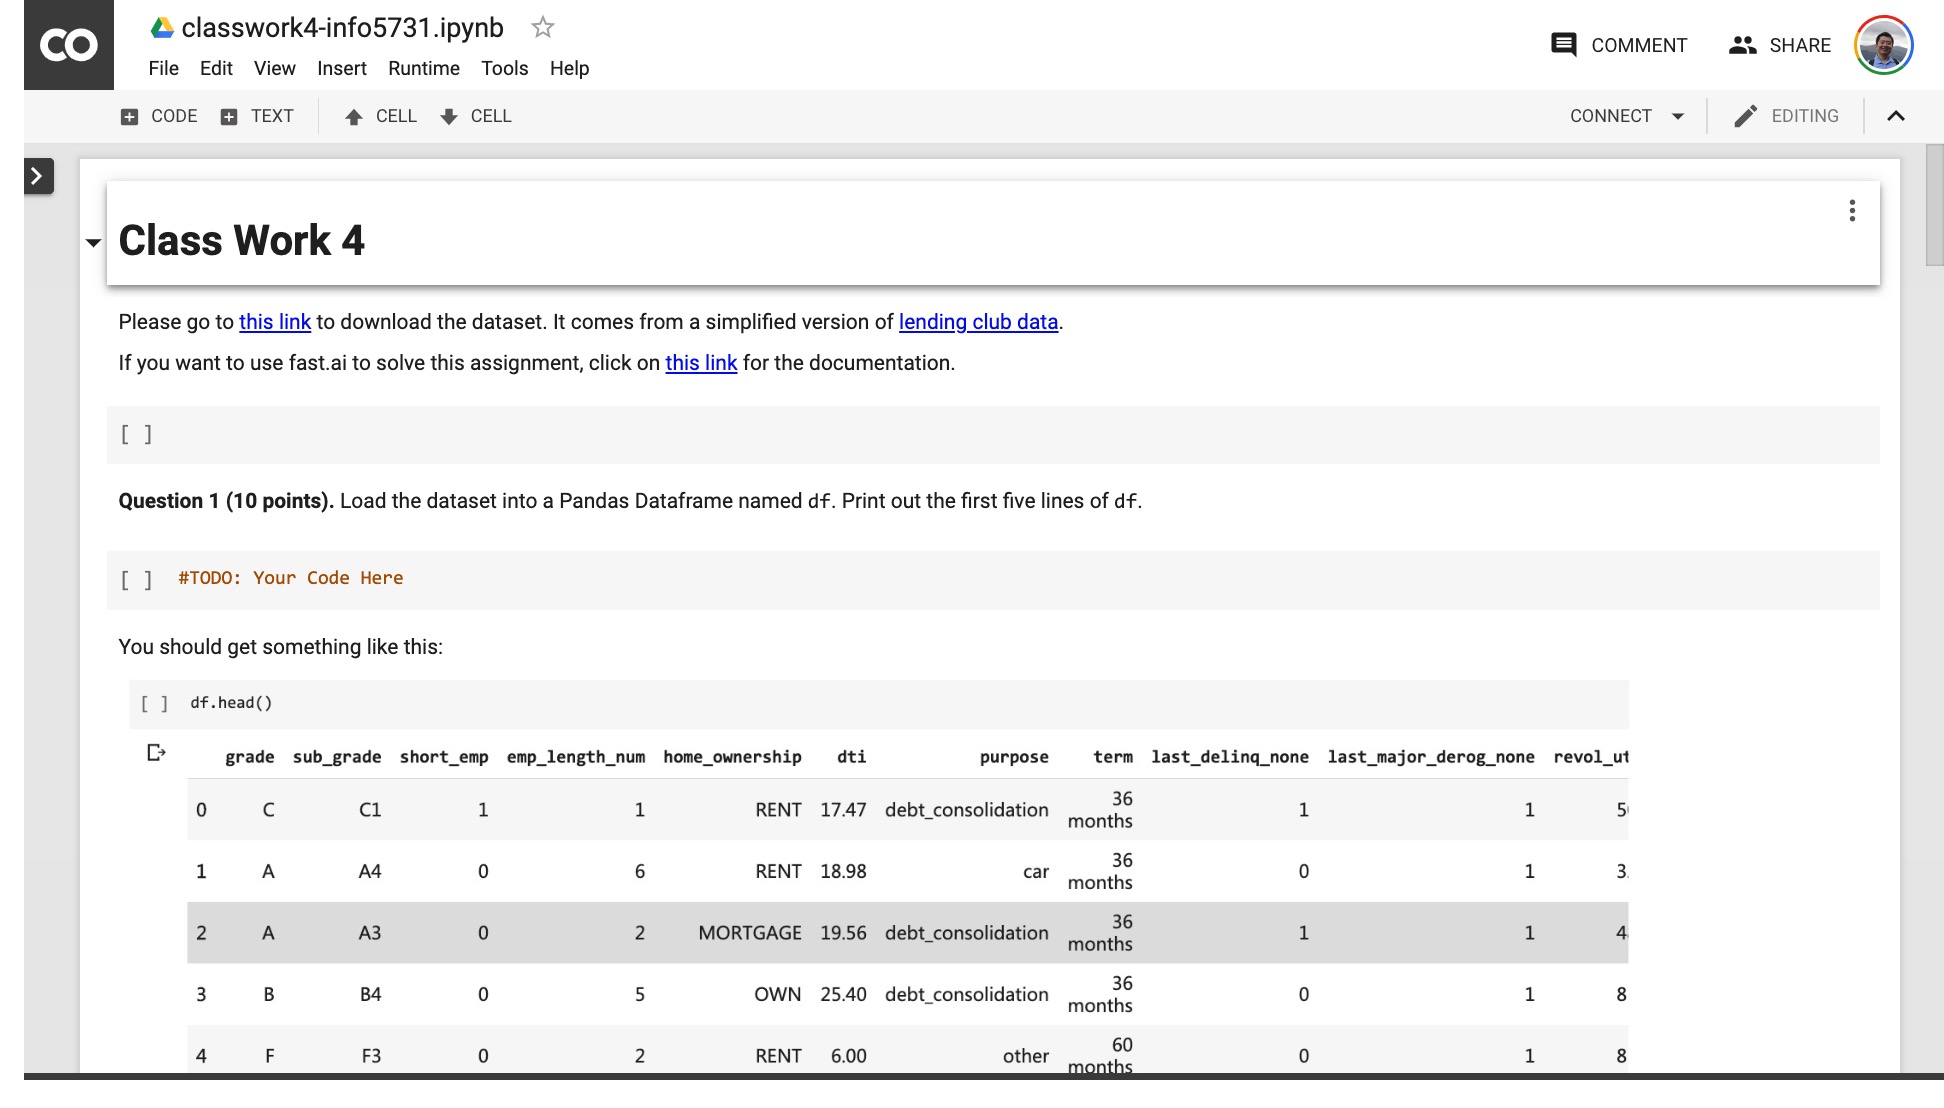 CO classwork4-info5731.ipynb
File Edit View Insert Runtime Tools Help
COMMENT SHARE
CODE TEXT CELL CELL CONNECT EDITING
Class Work 4
Please go to this link to download the dataset. It comes from a simplified version of lending club data.
If you want to use fast.ai to solve this assignment, click on this link for the documentation.
[ ]
Question 1 (10 points). Load the dataset into a Pandas Dataframe named df. Print out the first five lines of df.
[ ] #TODO: Your Code Here
You should get something like this:
[ ] df.head()
grade sub_grade short_emp emp_length_num home_ownership dti purpose term last_delinq_none last_major_derog_none revol_ut
0 C C1 1 1 RENT 17.47 debt_consolidation 36 months 1 1
1 A A4 0 6 RENT 18.98 car 36 months 0 1 3.
2 A A3 0 2 MORTGAGE 19.56 debt_consolidation 36 months 1 1
3 B B4 0 5 OWN 25.40 debt_consolidation 36 months 0 1 8
4 F F3 0 2 RENT 6.00 other 60 months 0 1 8